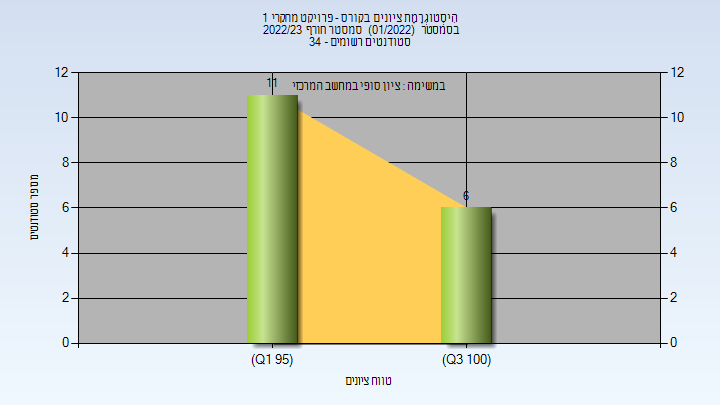 היסטוגרמת ציונים בקורס - פרויקט מחקרי 1
בסמסטר (01/2022) סמסטר חורף 2022/23
סטודנטים רשומים - 34
במשימה : ציון סופי במחשב המרכזי
12
10
8
6
4
2
0
12
10
8
6
4
2
0
11
6
מספר סטודנטים
(Q1 95)
(Q3 100)
טווח ציונים